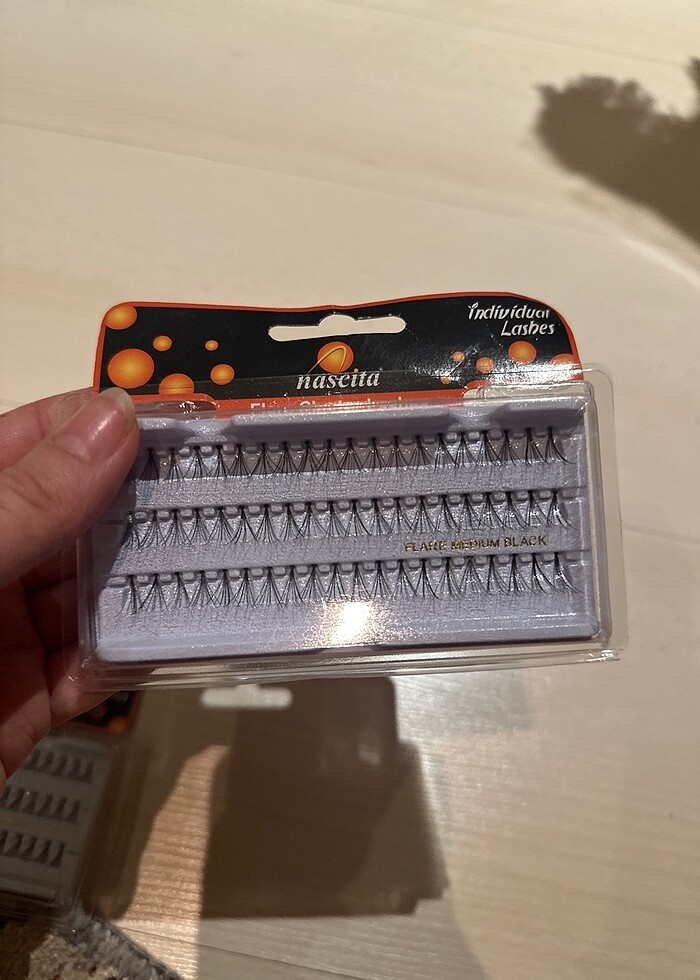 individual
Lashes
nascita
FLARE MEDIUM BLACK